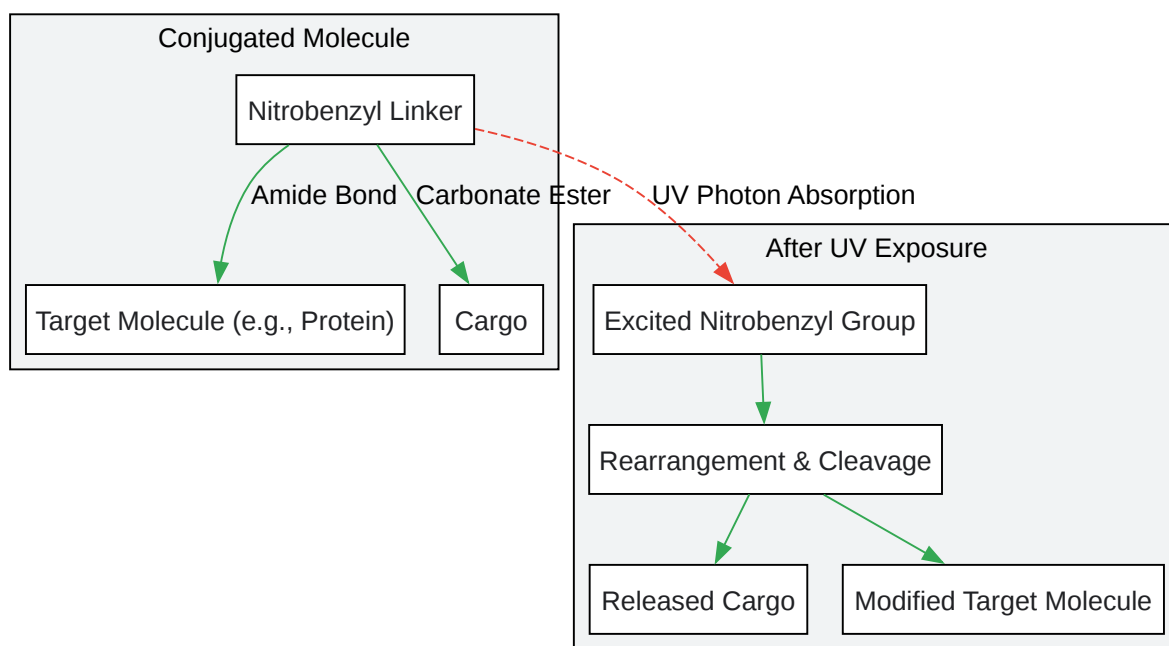 Conjugated Molecule
Nitrobenzyl Linker
Amide Bond
Carbonate Ester
UV Photon Absorption
Target Molecule (e.g., Protein)
Cargo
After UV Exposure
Excited Nitrobenzyl Group
Rearrangement & Cleavage
Released Cargo
Modified Target Molecule